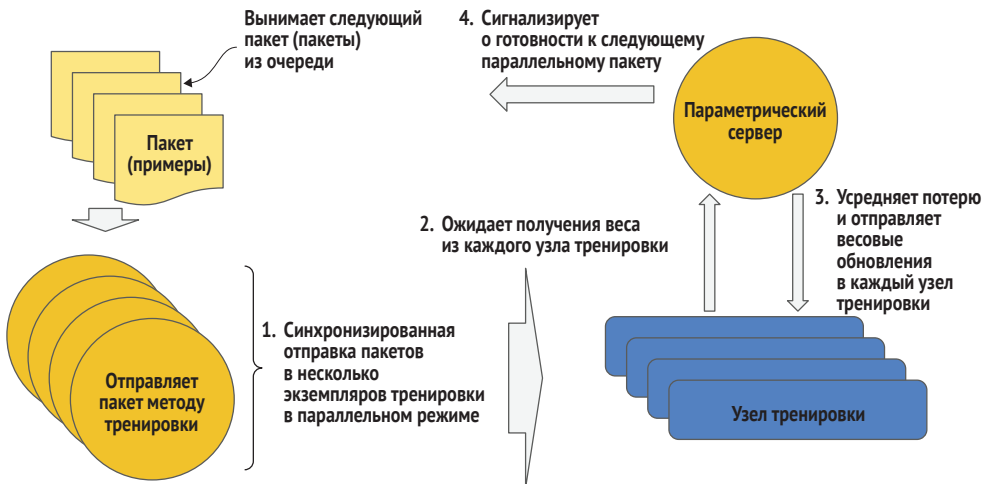 Вынимает следующий
пакет (пакеты)
из очереди
Пакет
(примеры)
4. Сигнализирует
о готовности к следующему
параллельному пакету
Параметрический
сервер
2. Ожидает получения веса
из каждого узла тренировки
3. Усредняет потерю
и отправляет
весовые
обновления
в каждый узел
тренировки
1. Синхронизированная
отправка пакетов
в несколько
экземпляров тренировки
в параллельном режиме
Отправляет
пакет методу
тренировки
Узел тренировки